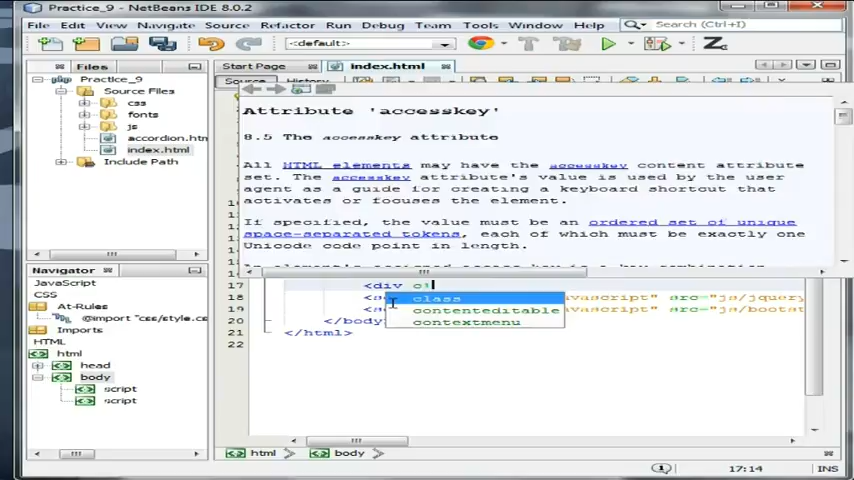 Practice_9 - NetBeans IDE 8.0.2
File Edit View Navigate Source Refactor Run Debug Team Tools Window Help Search (Ctrl+I)
<default>
Files
Start Page index.html
Practice_9
Source History
Source Files
css
fonts
js
accordion.htm
index.html
Include Path
Attribute 'accesskey'
8.5 The accesskey attribute
All HTML elements may have the accesskey content attribute
set. The accesskey attribute's value is used by the user
agent as a guide for creating a keyboard shortcut that
activates or focuses the element.
If specified, the value must be an ordered set of unique
space-separated tokens, each of which must be exactly one
Unicode code point in length.
Navigator
JavaScript
CSS
At-Rules
@import "css/style.cs
Imports
HTML
html
head
body
script
script
17 <div
18 avascript" src="js/jquery
19 avascript" src="js/bootst
20 </body
21 </html>
22
class
contenteditable
contextmenu
html body
17:14 INS